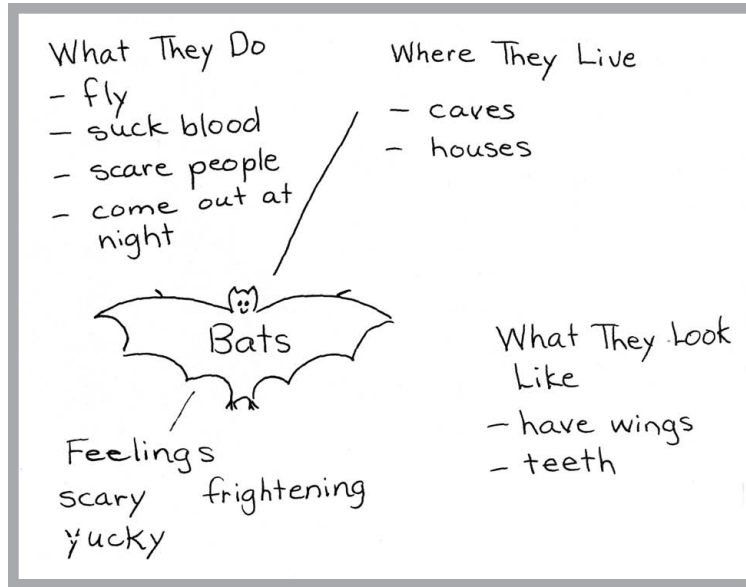 What They Do
- fly
- suck blood
- scare people
- come out at
night
Where They Live
- caves
- houses
Bats
What They Look
Like
- have wings
- teeth
Feelings
scary frightening
yucky